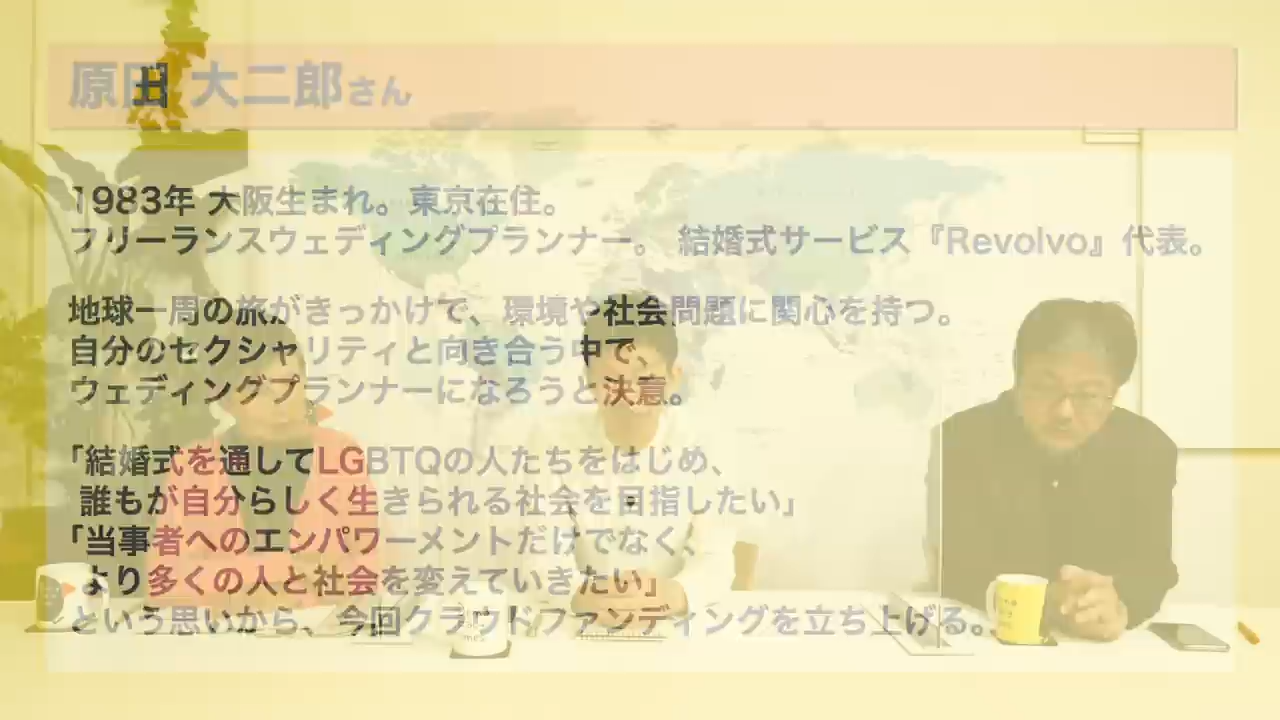 原田 大二郎さん
1983年 大阪生まれ。東京在住。
フリーランスウェディングプランナー。 結婚式サービス『Revolvo』代表。
地球一周の旅がきっかけで、環境や社会問題に関心を持つ。
自分のセクシャリティと向き合う中で、
ウェディングプランナーになろうと決意。
「結婚式を通してLGBTQの人たちをはじめ、
誰もが自分らしく生きられる社会を目指したい」
「当事者へのエンパワーメントだけでなく、
より多くの人と社会を変えていきたい」
という思いから、今回クラウドファンディングを立ち上げる。